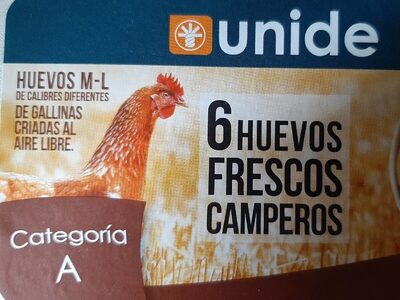 unide
HUEVOS M-L
DE CALIBRES DIFERENTES
DE GALLINAS
CRIADAS AL
AIRE LIBRE.
6 HUEVOS
FRESCOS
CAMPEROS
Categoría
A